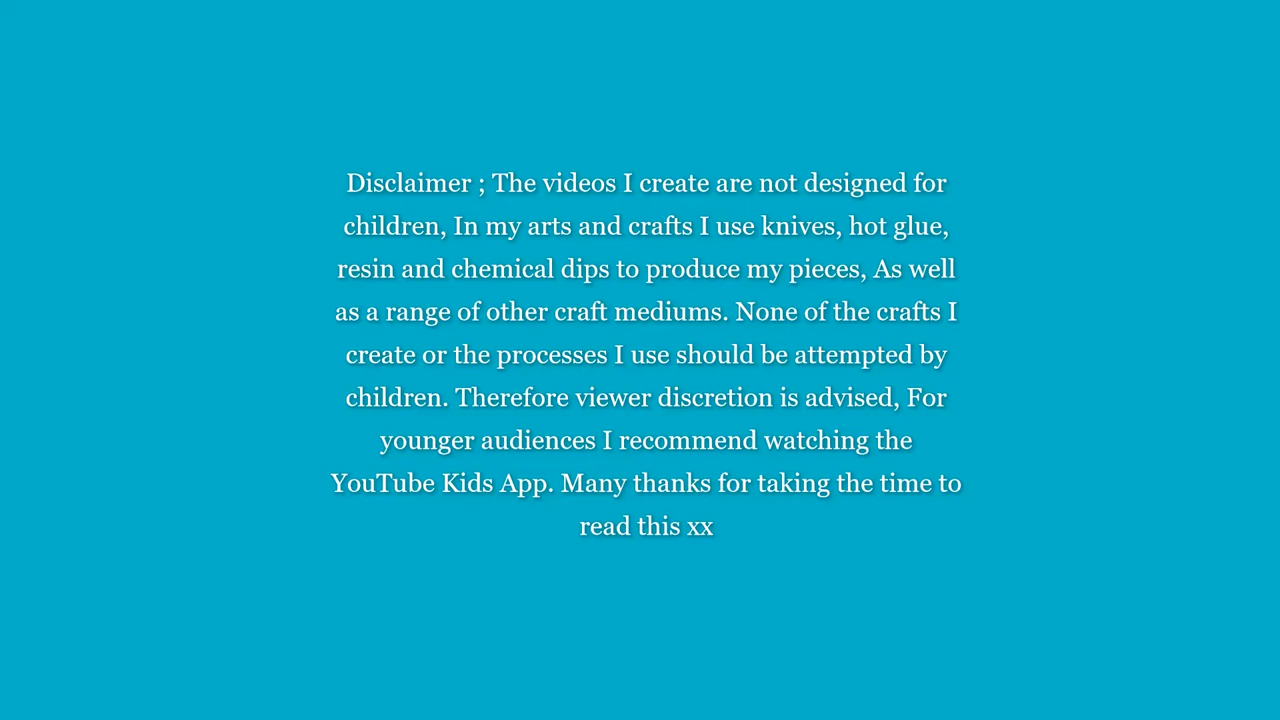 Disclaimer ; The videos I create are not designed for
children, In my arts and crafts I use knives, hot glue,
resin and chemical dips to produce my pieces, As well
as a range of other craft mediums. None of the crafts I
create or the processes I use should be attempted by
children. Therefore viewer discretion is advised, For
younger audiences I recommend watching the
YouTube Kids App. Many thanks for taking the time to
read this xx